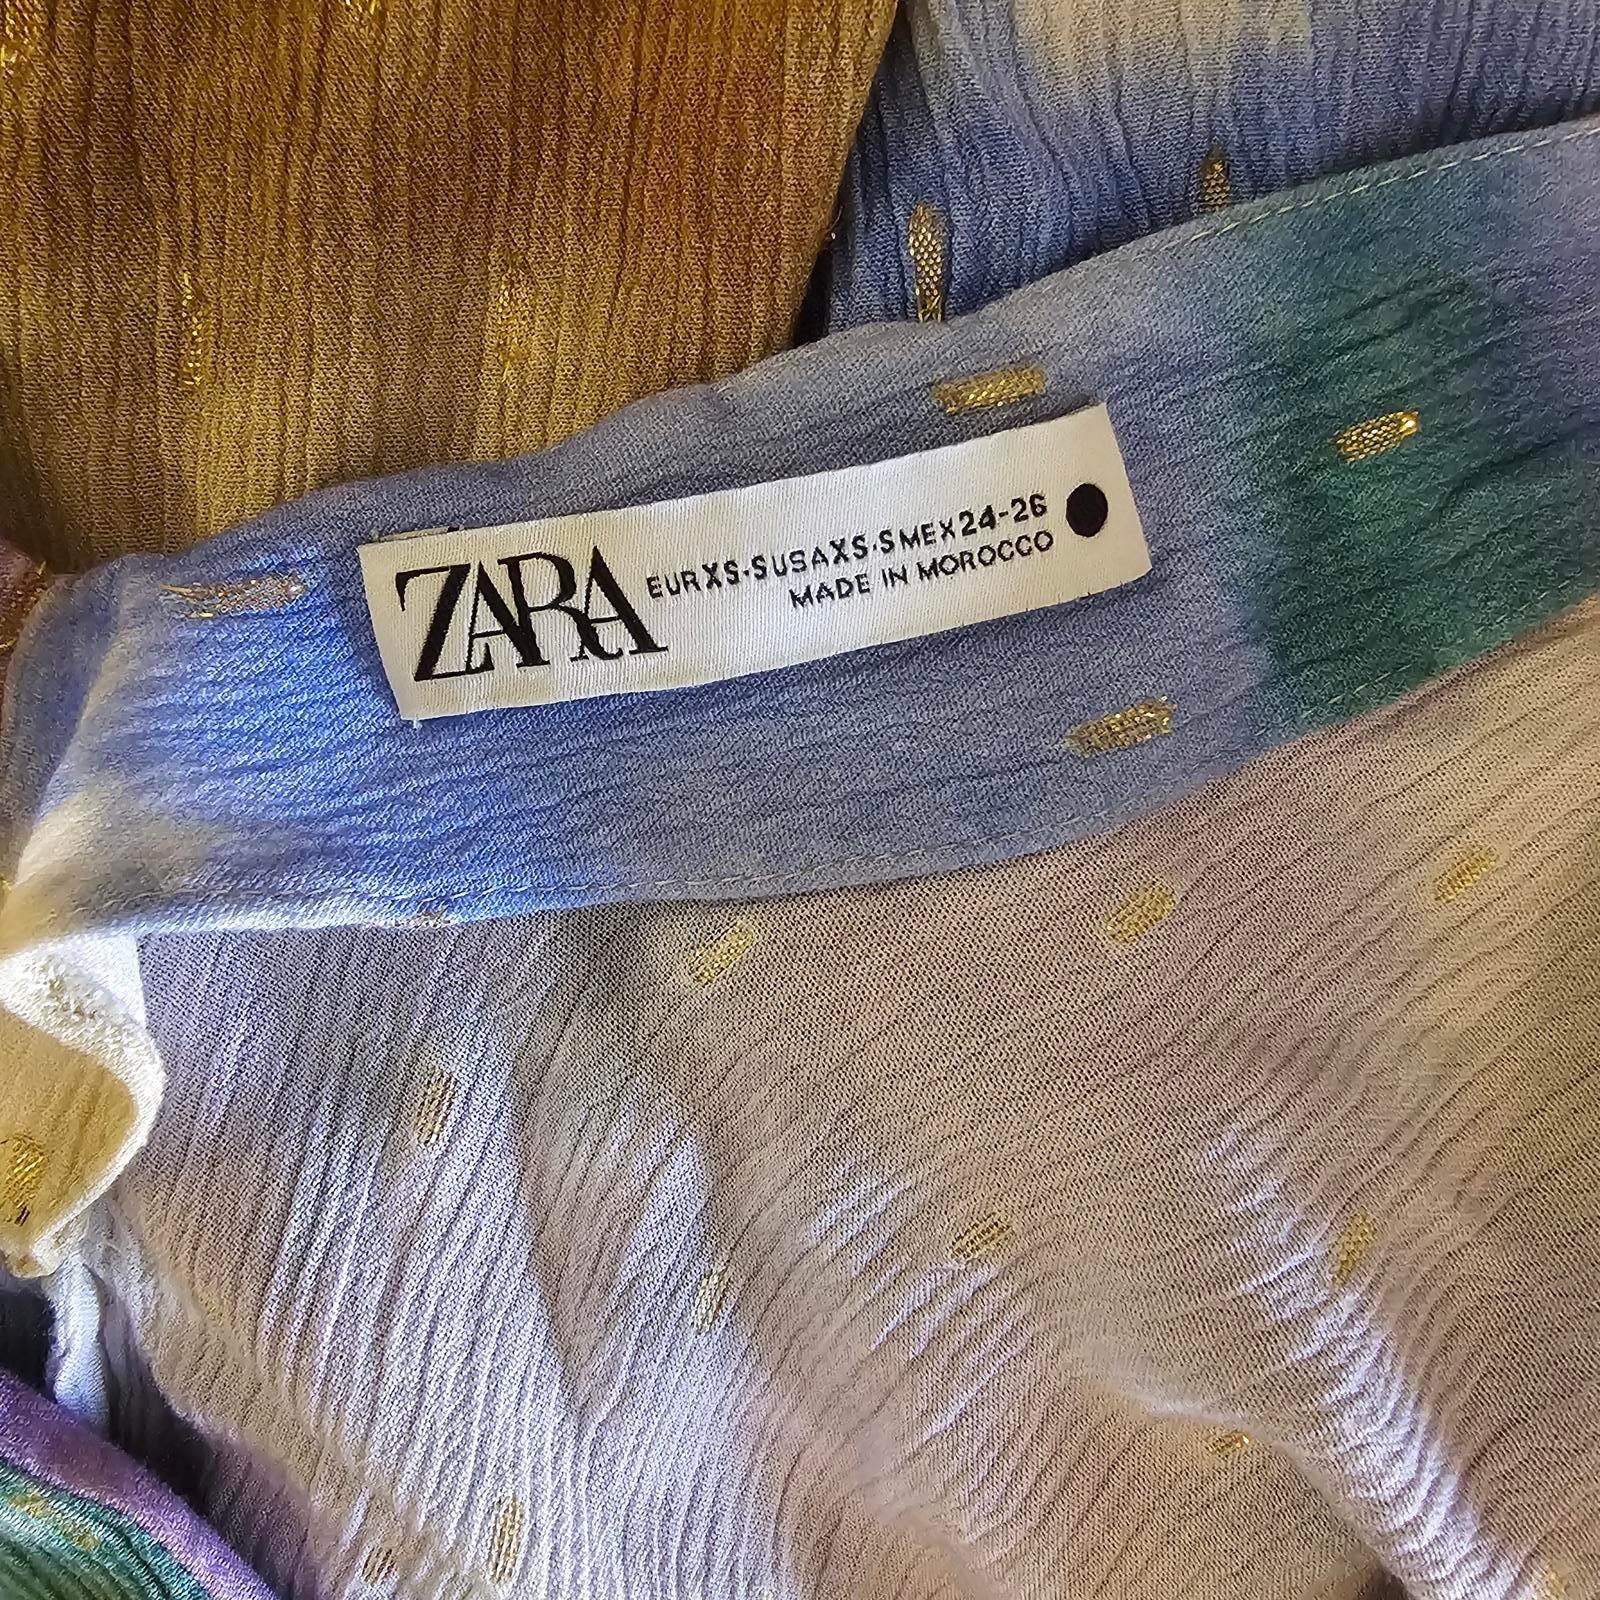 ZARA
EUR XS-S USA XS-S MEX 24-26
MADE IN MOROCCO